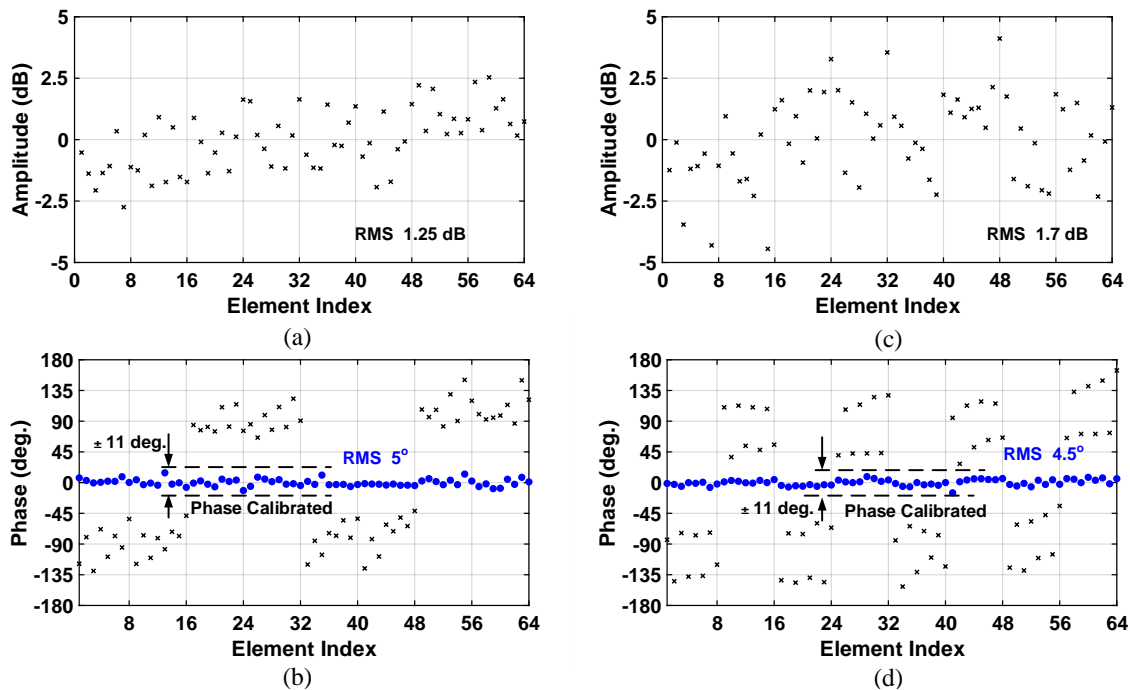 5
2.5
0
-2.5
-5
Amplitude (dB)
RMS 1.25 dB
0 8 16 24 32 40 48 56 64
Element Index
(a)
5
2.5
0
-2.5
-5
Amplitude (dB)
RMS 1.7 dB
0 8 16 24 32 40 48 56 64
Element Index
(c)
180
135
90
45
0
-45
-90
-135
-180
Phase (deg.)
± 11 deg.
RMS 5°
Phase Calibrated
8 16 24 32 40 48 56 64
Element Index
(b)
180
135
90
45
0
-45
-90
-135
-180
Phase (deg.)
RMS 4.5°
± 11 deg.
Phase Calibrated
8 16 24 32 40 48 56 64
Element Index
(d)